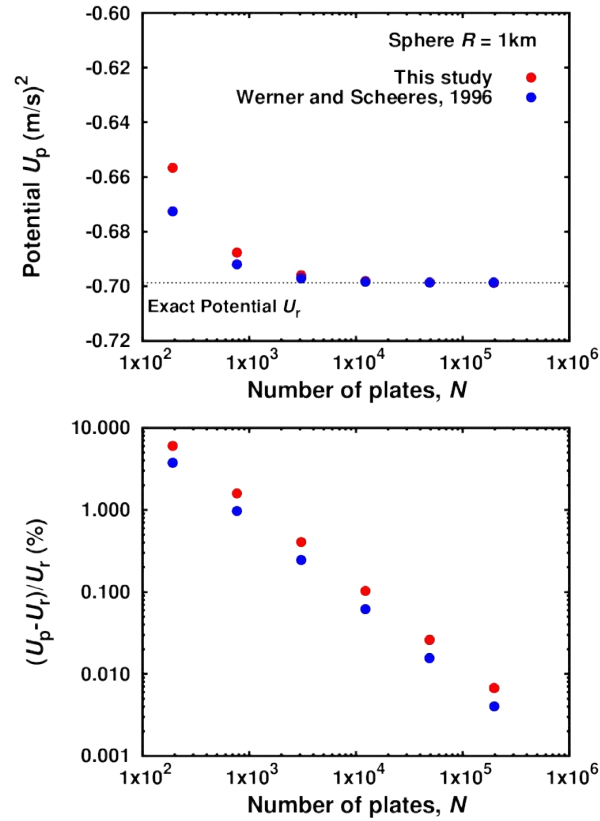 -0.60
Sphere R = 1km
-0.62
This study
Werner and Scheeres, 1996
-0.64
-0.66
-0.68
-0.70
Exact Potential Uᵣ
-0.72
Potential Uₚ (m/s)²
1x10² 1x10³ 1x10⁴ 1x10⁵ 1x10⁶
Number of plates, N
10.000
1.000
0.100
0.010
0.001
(Uₚ-Uᵣ)/Uᵣ (%)
1x10² 1x10³ 1x10⁴ 1x10⁵ 1x10⁶
Number of plates, N